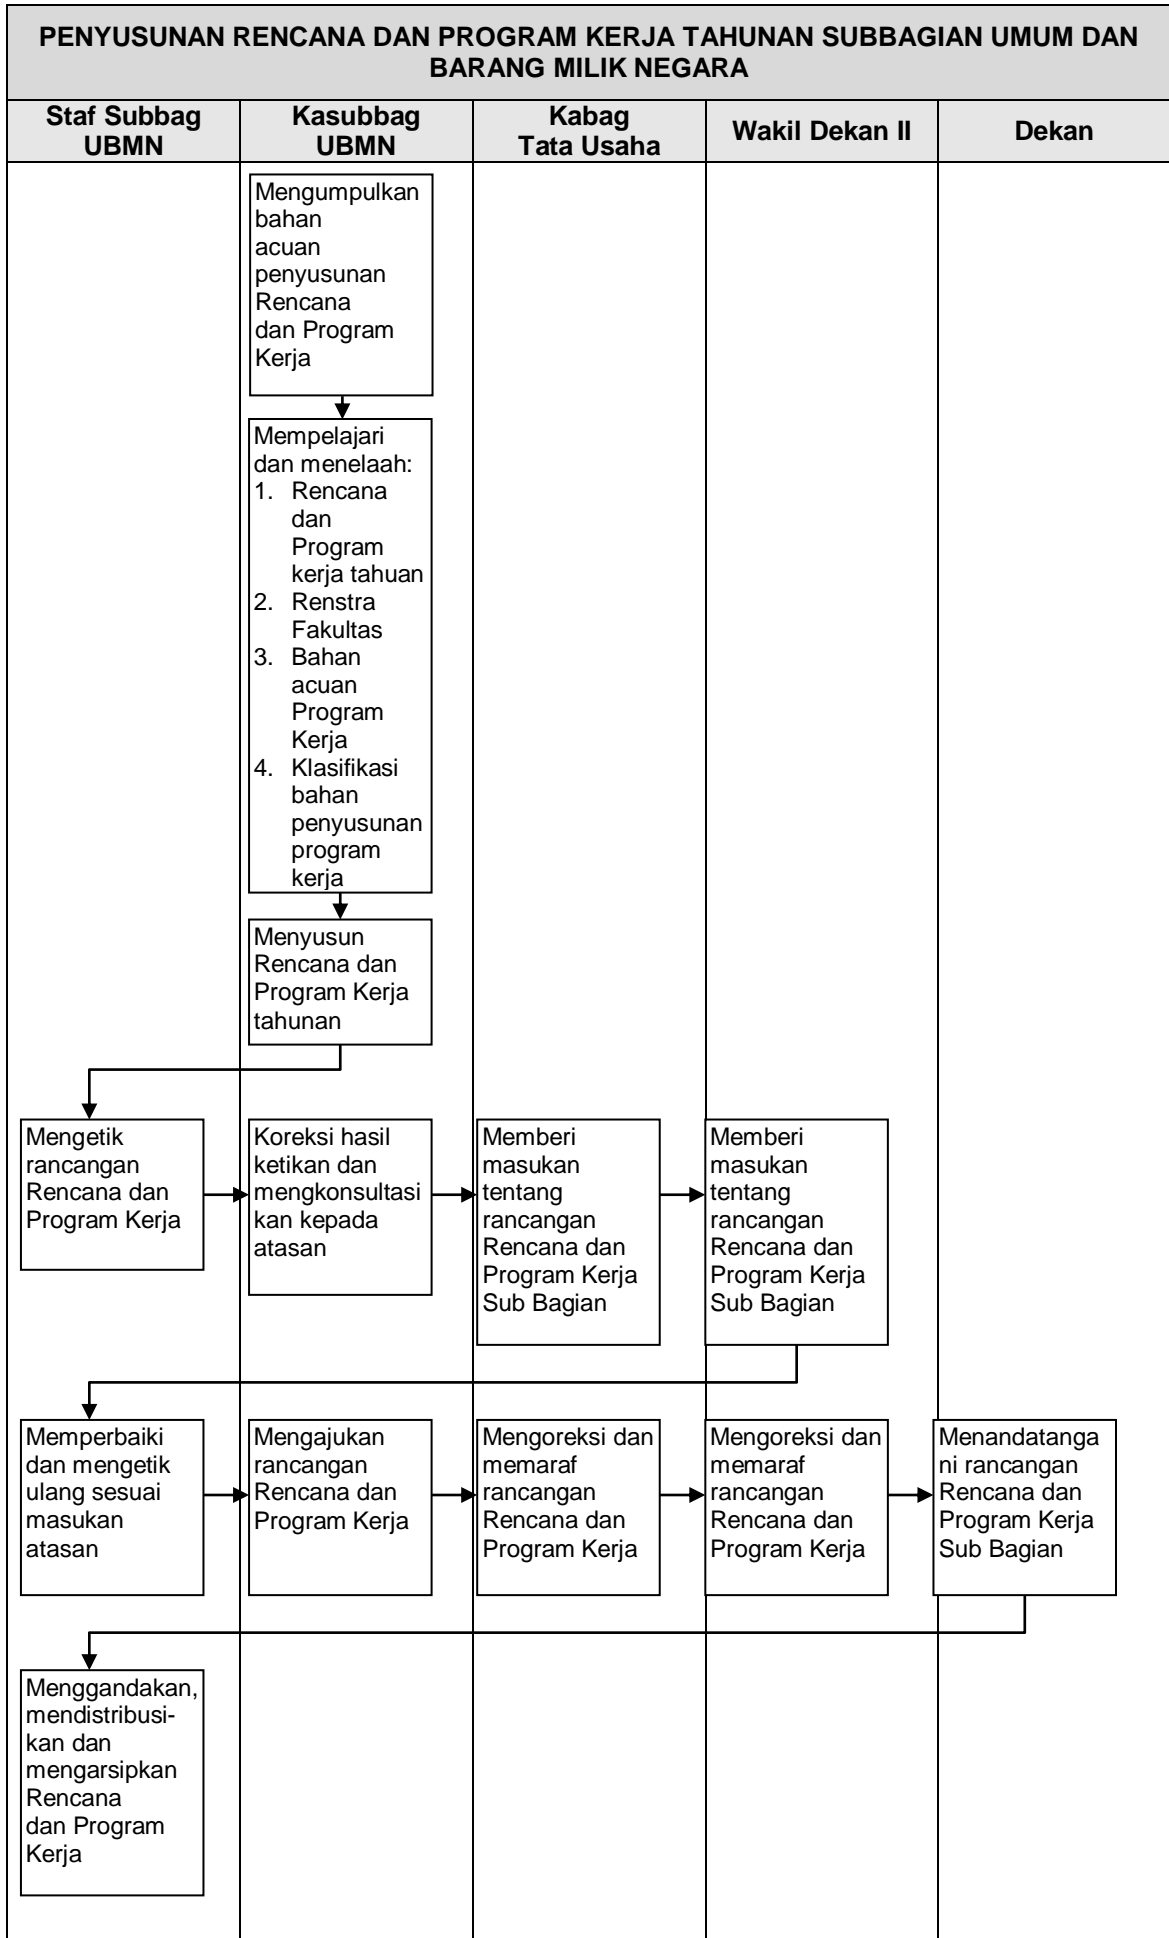 PENYUSUNAN RENCANA DAN PROGRAM KERJA TAHUNAN SUBBAGIAN UMUM DAN
BARANG MILIK NEGARA
Staf Subbag
UBMN
Kasubbag
UBMN
Kabag
Tata Usaha
Wakil Dekan II
Dekan
Mengumpulkan
bahan
acuan
penyusunan
Rencana
dan Program
Kerja
Mempelajari
dan menelaah:
1. Rencana
dan
Program
kerja tahuan
2. Renstra
Fakultas
3. Bahan
acuan
Program
Kerja
4. Klasifikasi
bahan
penyusunan
program
kerja
Menyusun
Rencana dan
Program Kerja
tahunan
Mengetik
rancangan
Rencana dan
Program Kerja
Koreksi hasil
ketikan dan
mengkonsultasi
kan kepada
atasan
Memberi
masukan
tentang
rancangan
Rencana dan
Program Kerja
Sub Bagian
Memberi
masukan
tentang
rancangan
Rencana dan
Program Kerja
Sub Bagian
Memperbaiki
dan mengetik
ulang sesuai
masukan
atasan
Mengajukan
rancangan
Rencana dan
Program Kerja
Mengoreksi dan
memaraf
rancangan
Rencana dan
Program Kerja
Mengoreksi dan
memaraf
rancangan
Rencana dan
Program Kerja
Menandatanga
ni rancangan
Rencana dan
Program Kerja
Sub Bagian
Menggandakan,
mendistribusi-
kan dan
mengarsipkan
Rencana
dan Program
Kerja